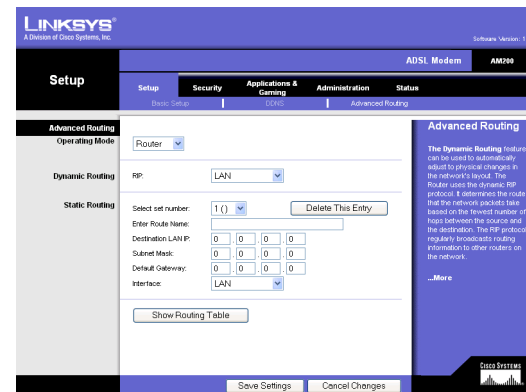 LINKSYS®
A Division of Cisco Systems, Inc.
Software Version: 1
ADSL Modem AM200
Setup
Setup Security Applications & Gaming Administration Status
Basic Setup DDNS Advanced Routing
Advanced Routing
Operating Mode
Router
Dynamic Routing
RIP: LAN
Static Routing
Select set number: 1 () Delete This Entry
Enter Route Name:
Destination LAN IP: 0 . 0 . 0 . 0
Subnet Mask: 0 . 0 . 0 . 0
Default Gateway: 0 . 0 . 0 . 0
Interface: LAN
Show Routing Table
Advanced Routing
The Dynamic Routing feature
can be used to automatically
adjust to physical changes in
the network's layout. The
Router uses the dynamic RIP
protocol. It determines the route
that the network packets take
based on the fewest number of
hops between the source and
the destination. The RIP protocol
regularly broadcasts routing
information to other routers on
the network.
...More
Save Settings Cancel Changes
CISCO SYSTEMS